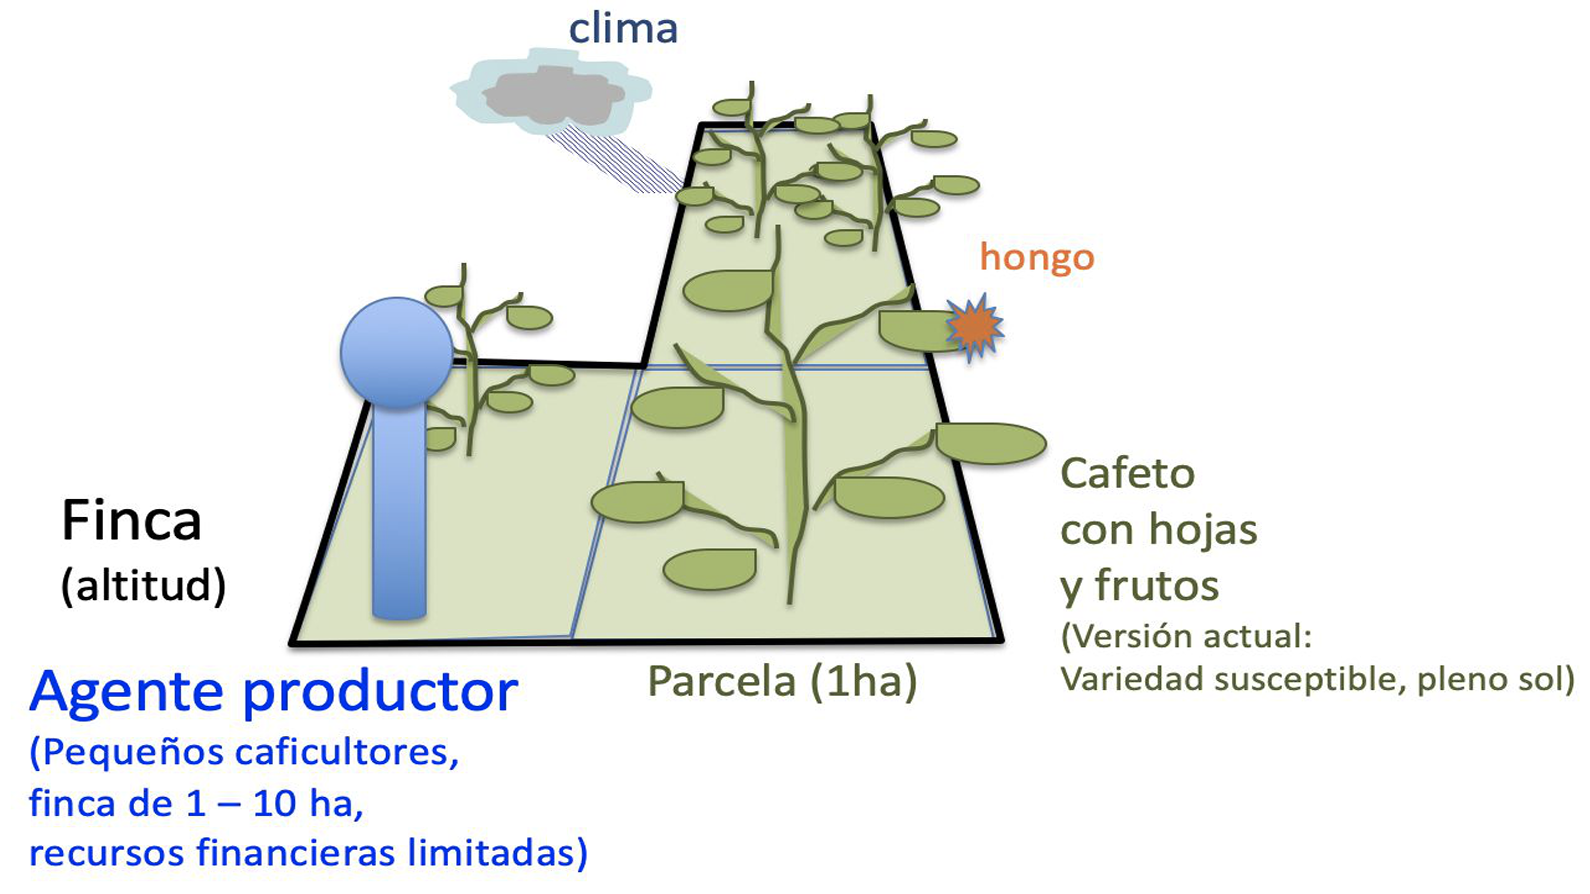 clima
hongo
Finca
(altitud)
Cafeto
con hojas
y frutos
(Versión actual:
Variedad susceptible, pleno sol)
Parcela (1ha)
Agente productor
(Pequeños caficultores,
finca de 1 – 10 ha,
recursos financieras limitadas)